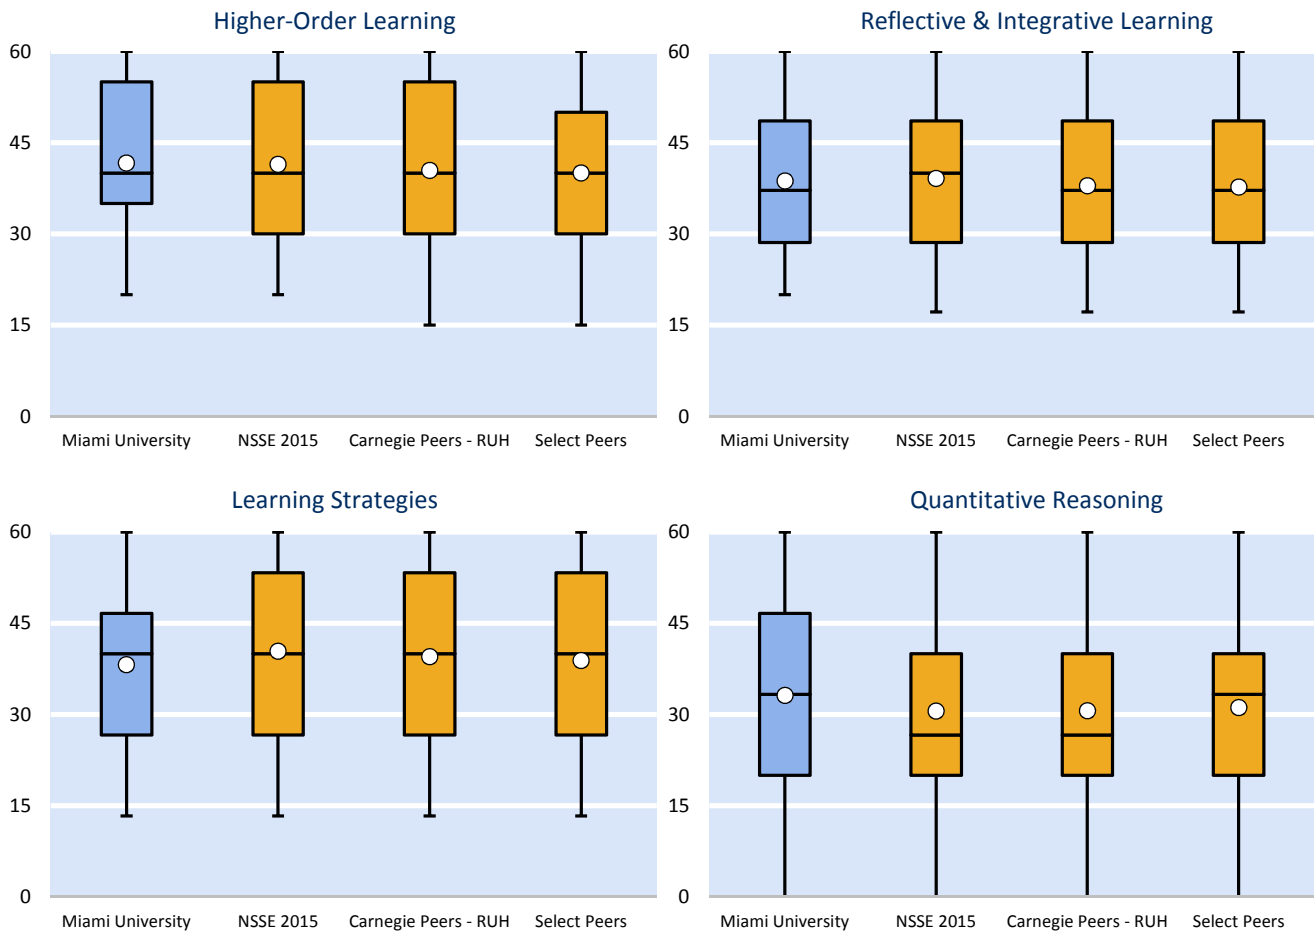 Higher-Order Learning
60
45
30
15
0
Miami University NSSE 2015 Carnegie Peers - RUH Select Peers
Reflective & Integrative Learning
60
45
30
15
0
Miami University NSSE 2015 Carnegie Peers - RUH Select Peers
Learning Strategies
60
45
30
15
0
Miami University NSSE 2015 Carnegie Peers - RUH Select Peers
Quantitative Reasoning
60
45
30
15
0
Miami University NSSE 2015 Carnegie Peers - RUH Select Peers